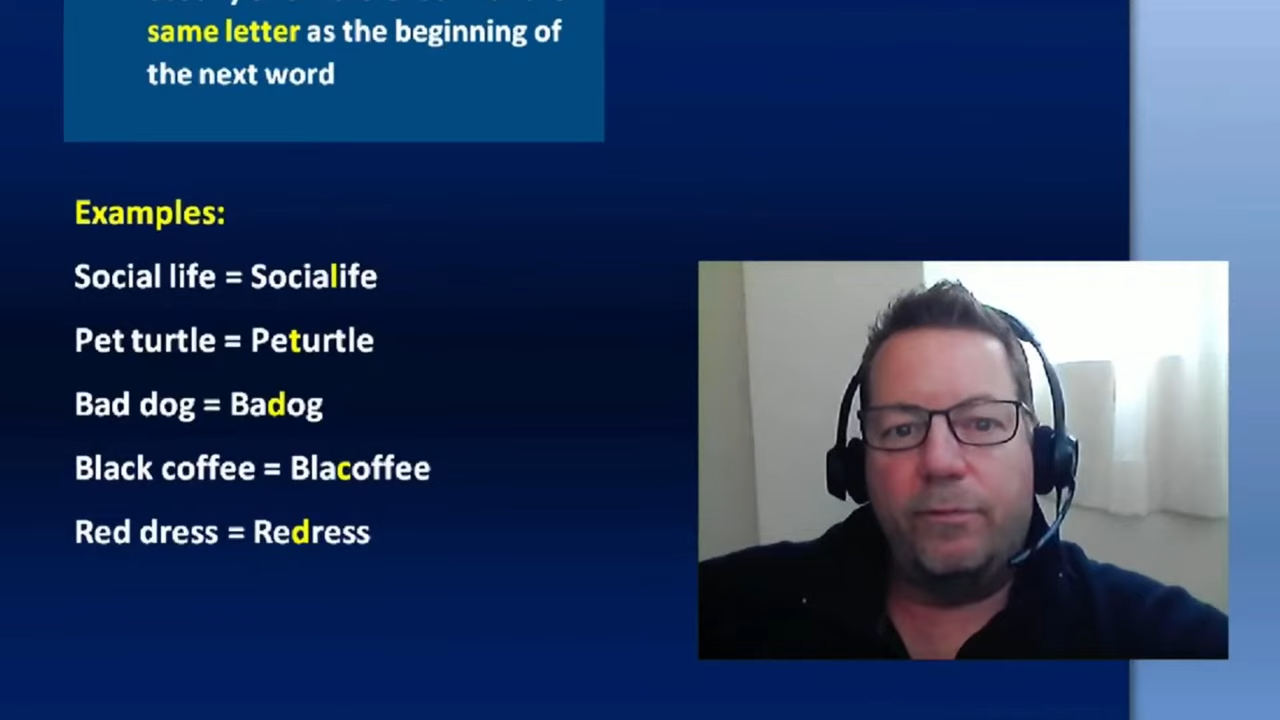 same letter as the beginning of
the next word
Examples:
Social life = Socialife
Pet turtle = Peturtle
Bad dog = Badog
Black coffee = Blacoffee
Red dress = Redress